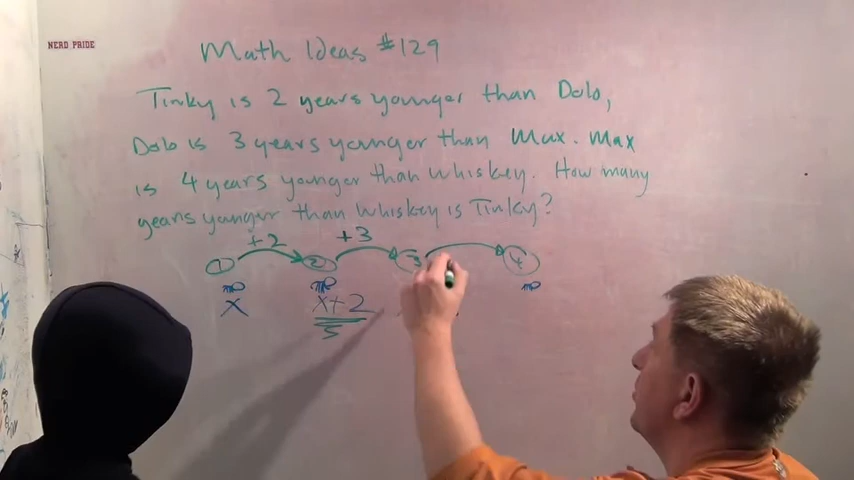 NERD PRIDE
Math Ideas #129
Tinky is 2 years younger than Dolo,
Dolo is 3 years younger than Max. Max
is 4 years younger than Whiskey. How many
years younger than Whiskey is Tinky?
+2 +3
1 2 3 4
x x+2